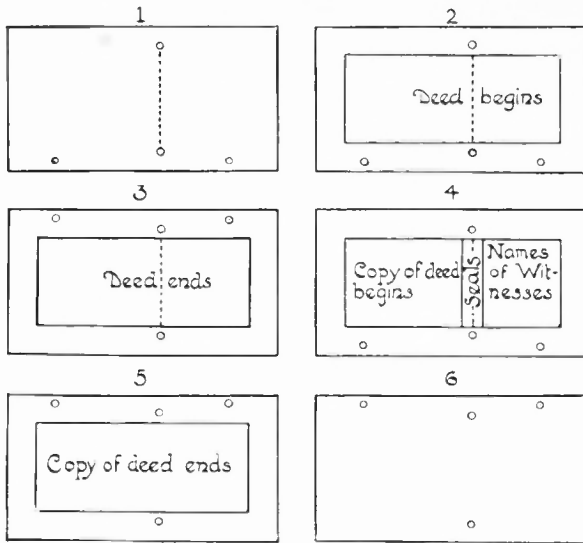 1
2
Deed begins
3
Deed ends
4
Copy of deed
begins
Seals
Names
of Wit-
nesses
5
Copy of deed ends
6